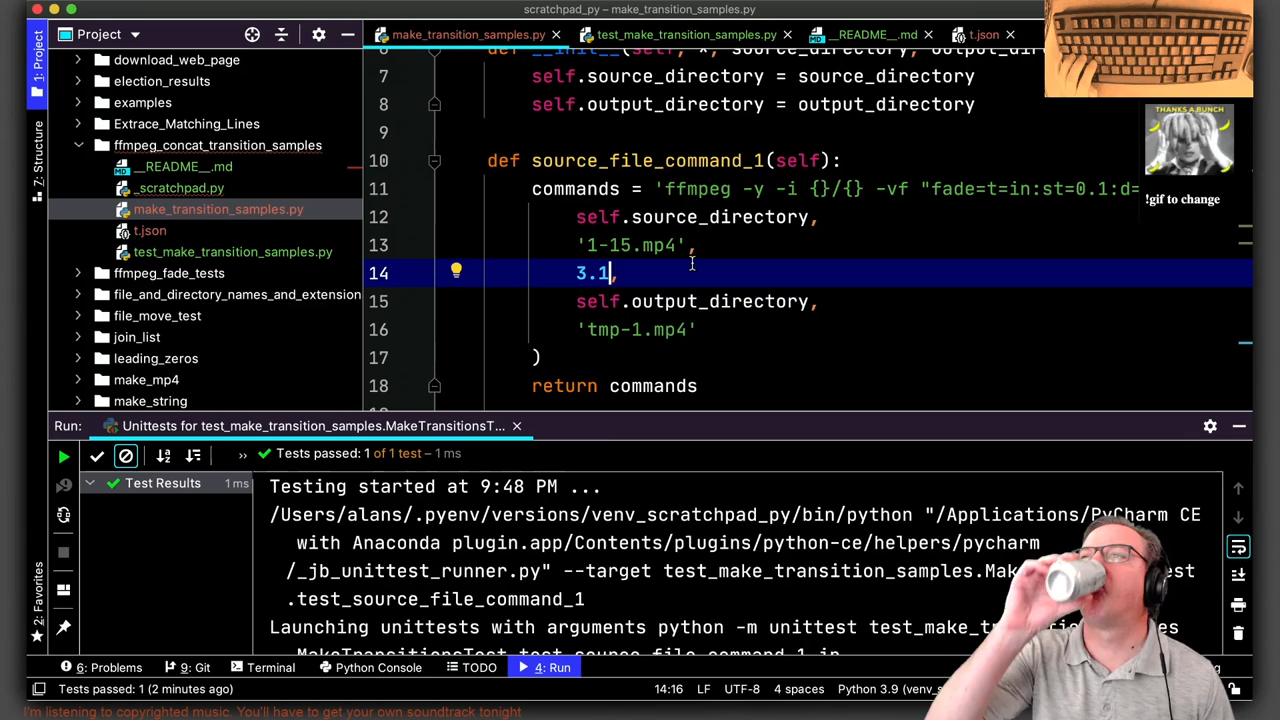 scratchpad_py – make_transition_samples.py
Project
make_transition_samples.py
test_make_transition_samples.py
__README__.md
t.json
1: Project
7: Structure
2: Favorites
download_web_page
election_results
examples
Extrace_Matching_Lines
ffmpeg_concat_transition_samples
__README__.md
_scratchpad.py
make_transition_samples.py
t.json
test_make_transition_samples.py
ffmpeg_fade_tests
file_and_directory_names_and_extension
file_move_test
join_list
leading_zeros
make_mp4
make_string
7 self.source_directory = source_directory
8 self.output_directory = output_directory
9
10 def source_file_command_1(self):
11 commands = 'ffmpeg -y -i {}/{} -vf "fade=t=in:st=0.1:d=
12 self.source_directory,
13 '1-15.mp4',
14 3.1,
15 self.output_directory,
16 'tmp-1.mp4'
17 )
18 return commands
THANKS A BUNCH
!gif to change
Run: Unittests for test_make_transition_samples.MakeTransitionsT...
Tests passed: 1 of 1 test – 1 ms
Test Results 1 ms
Testing started at 9:48 PM ...
/Users/alans/.pyenv/versions/venv_scratchpad_py/bin/python "/Applications/PyCharm CE
with Anaconda plugin.app/Contents/plugins/python-ce/helpers/pycharm
/_jb_unittest_runner.py" --target test_make_transition_samples.Mak
.test_source_file_command_1
Launching unittests with arguments python -m unittest test_make_tr
6: Problems
9: Git
Terminal
Python Console
TODO
4: Run
Tests passed: 1 (2 minutes ago)
14:16 LF UTF-8 4 spaces Python 3.9 (venv_s
I'm listening to copyrighted music. You'll have to get your own soundtrack tonight